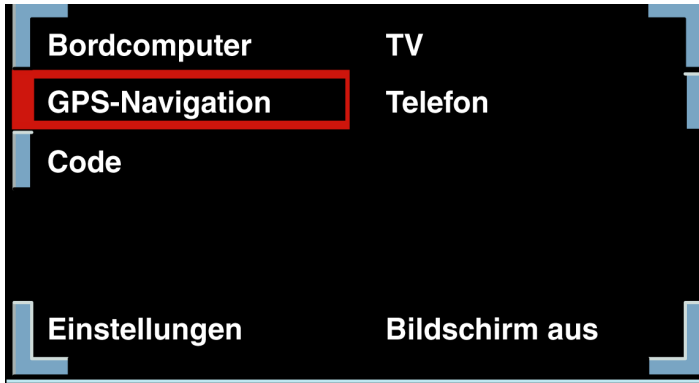 Bordcomputer TV
GPS-Navigation Telefon
Code
Einstellungen Bildschirm aus